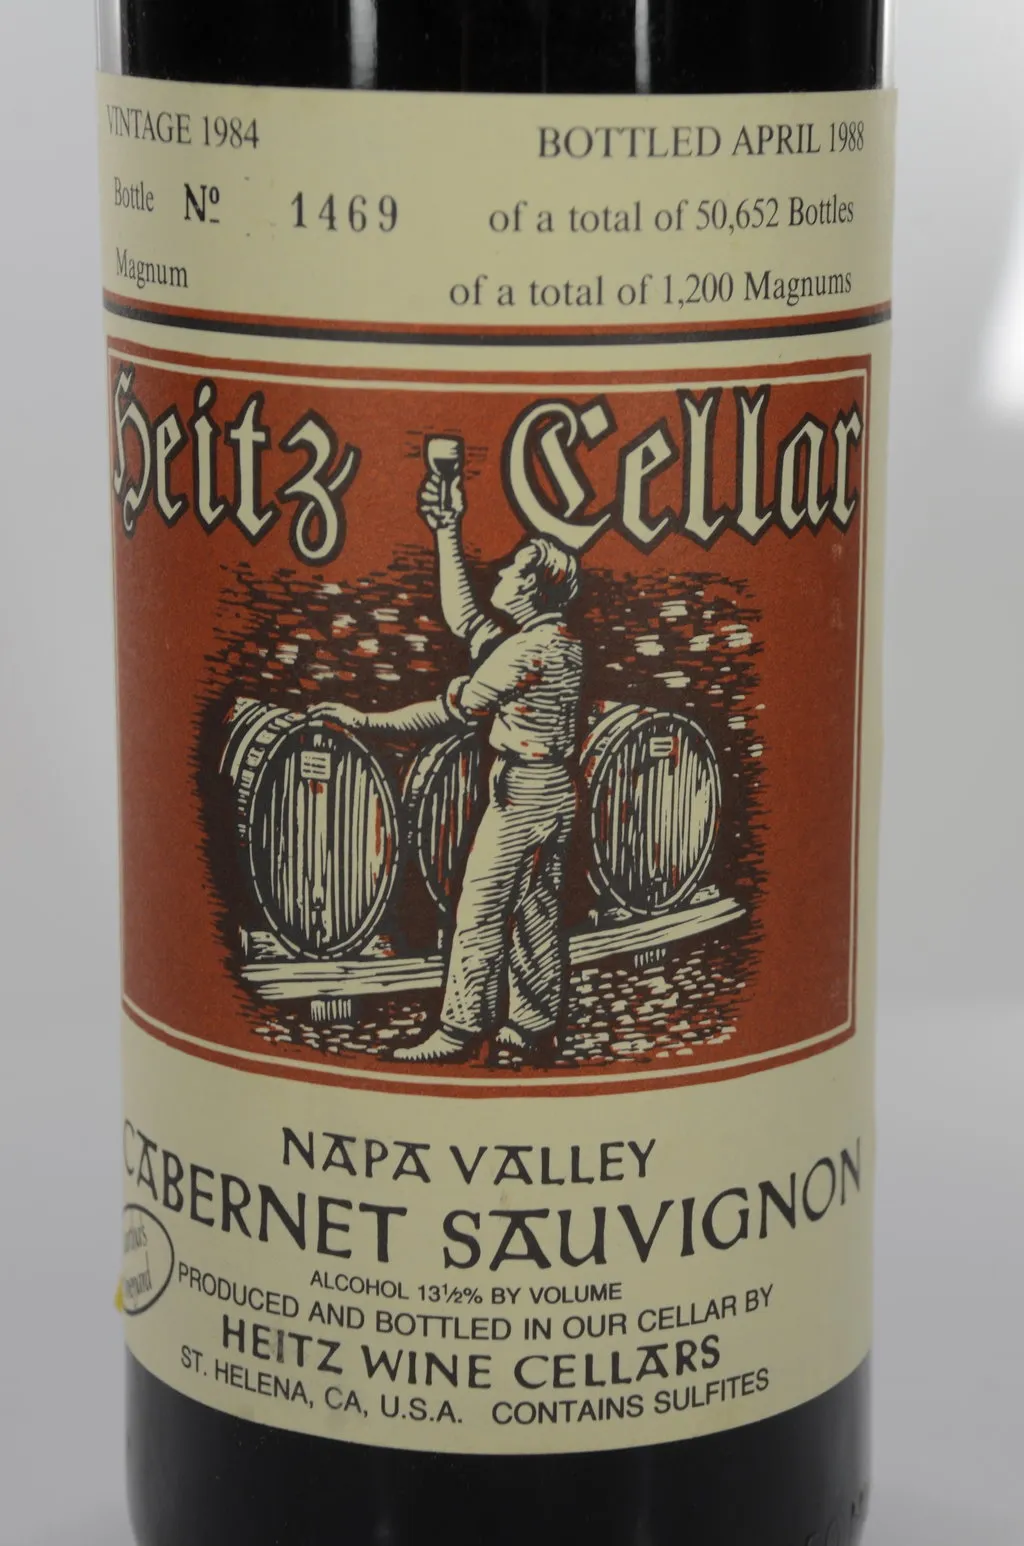 VINTAGE 1984 BOTTLED APRIL 1988
Bottle Nº 1469 of a total of 50,652 Bottles
Magnum of a total of 1,200 Magnums
Heitz Cellar
NAPA VALLEY
CABERNET SAUVIGNON
ALCOHOL 13½% BY VOLUME
PRODUCED AND BOTTLED IN OUR CELLAR BY
HEITZ WINE CELLARS
ST. HELENA, CA, U.S.A. CONTAINS SULFITES